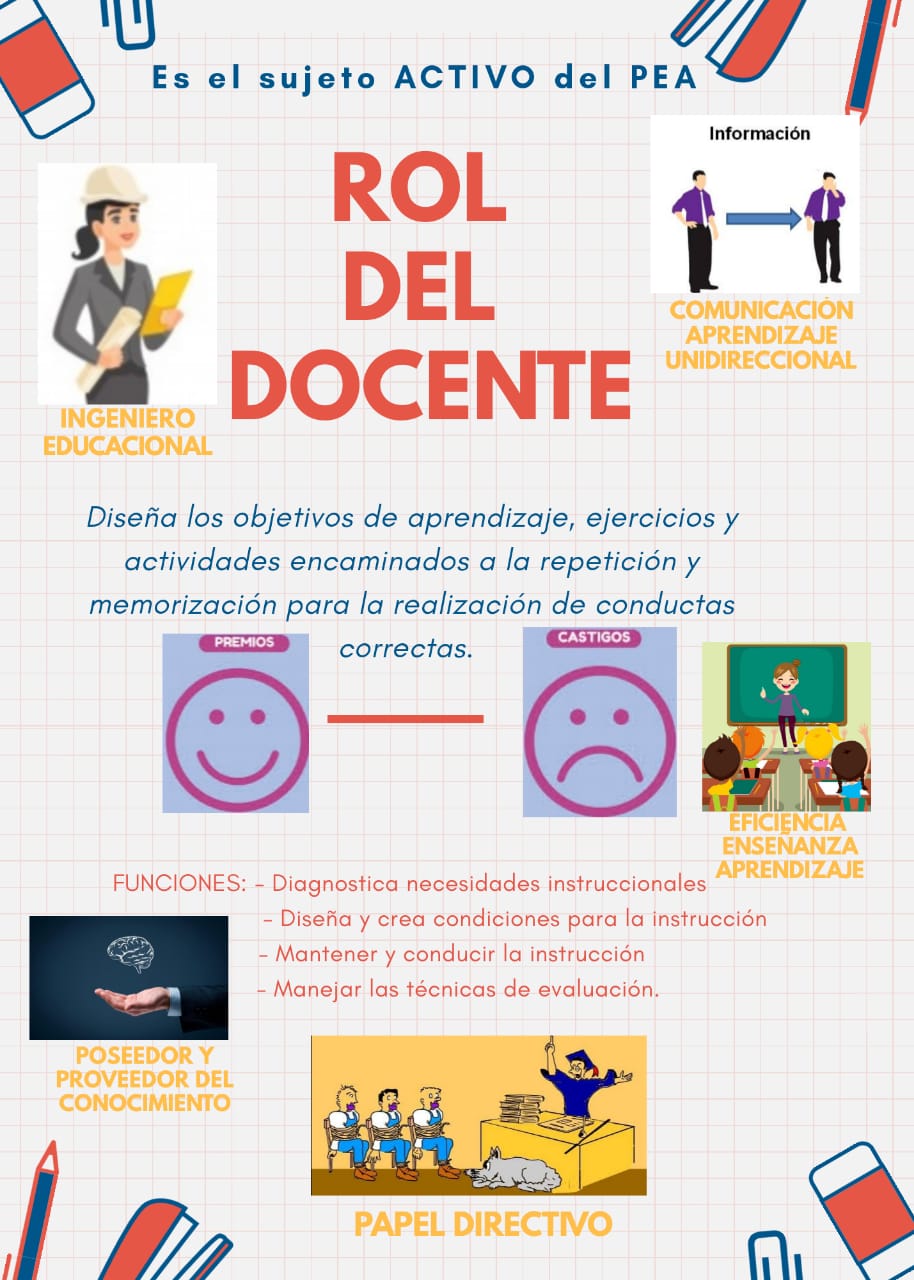 Es el sujeto ACTIVO del PEA
Información
ROL
DEL
DOCENTE
COMUNICACIÓN
APRENDIZAJE
UNIDIRECCIONAL
INGENIERO
EDUCACIONAL
Diseña los objetivos de aprendizaje, ejercicios y
actividades encaminados a la repetición y
memorización para la realización de conductas
correctas.
PREMIOS
CASTIGOS
EFICIENCIA
ENSEÑANZA
APRENDIZAJE
FUNCIONES: - Diagnostica necesidades instruccionales
- Diseña y crea condiciones para la instrucción
- Mantener y conducir la instrucción
- Manejar las técnicas de evaluación.
POSEEDOR Y
PROVEEDOR DEL
CONOCIMIENTO
PAPEL DIRECTIVO